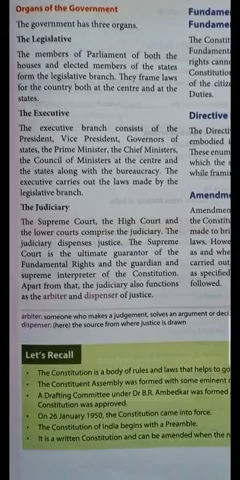 Organs of the Government
The government has three organs.
The Legislative
The members of Parliament of both the
houses and elected members of the states
form the legislative branch. They frame laws
for the country both at the centre and at the
states.
The Executive
The executive branch consists of the
President, Vice President, Governors of
states, the Prime Minister, the Chief Ministers,
the Council of Ministers at the centre and
the states along with the bureaucracy. The
executive carries out the laws made by the
legislative branch.
The Judiciary
The Supreme Court, the High Court and
the lower courts comprise the judiciary. The
judiciary dispenses justice. The Supreme
Court is the ultimate guarantor of the
Fundamental Rights and the guardian and
supreme interpreter of the Constitution.
Apart from that, the judiciary also functions
as the arbiter and dispenser of justice.
Fundame
Fundame
The Constit
Fundament
rights cann
Constitution
of the citize
Duties.
Directive
The Directi
embodied i
These enum
which the s
while framin
Amendme
Amendmen
the Constitu
made to bri
laws. Howe
as and whe
carried out
as specified
followed.
arbiter: someone who makes a judgement, solves an argument or deci
dispenser: (here) the source from where justice is drawn
Let's Recall
• The Constitution is a body of rules and laws that helps to go
• The Constituent Assembly was formed with some eminent
• A Drafting Committee under Dr B.R. Ambedkar was formed
Constitution was approved.
• On 26 January 1950, the Constitution came into force.
• The Constitution of India begins with a Preamble.
• It is a written Constitution and can be amended when the n